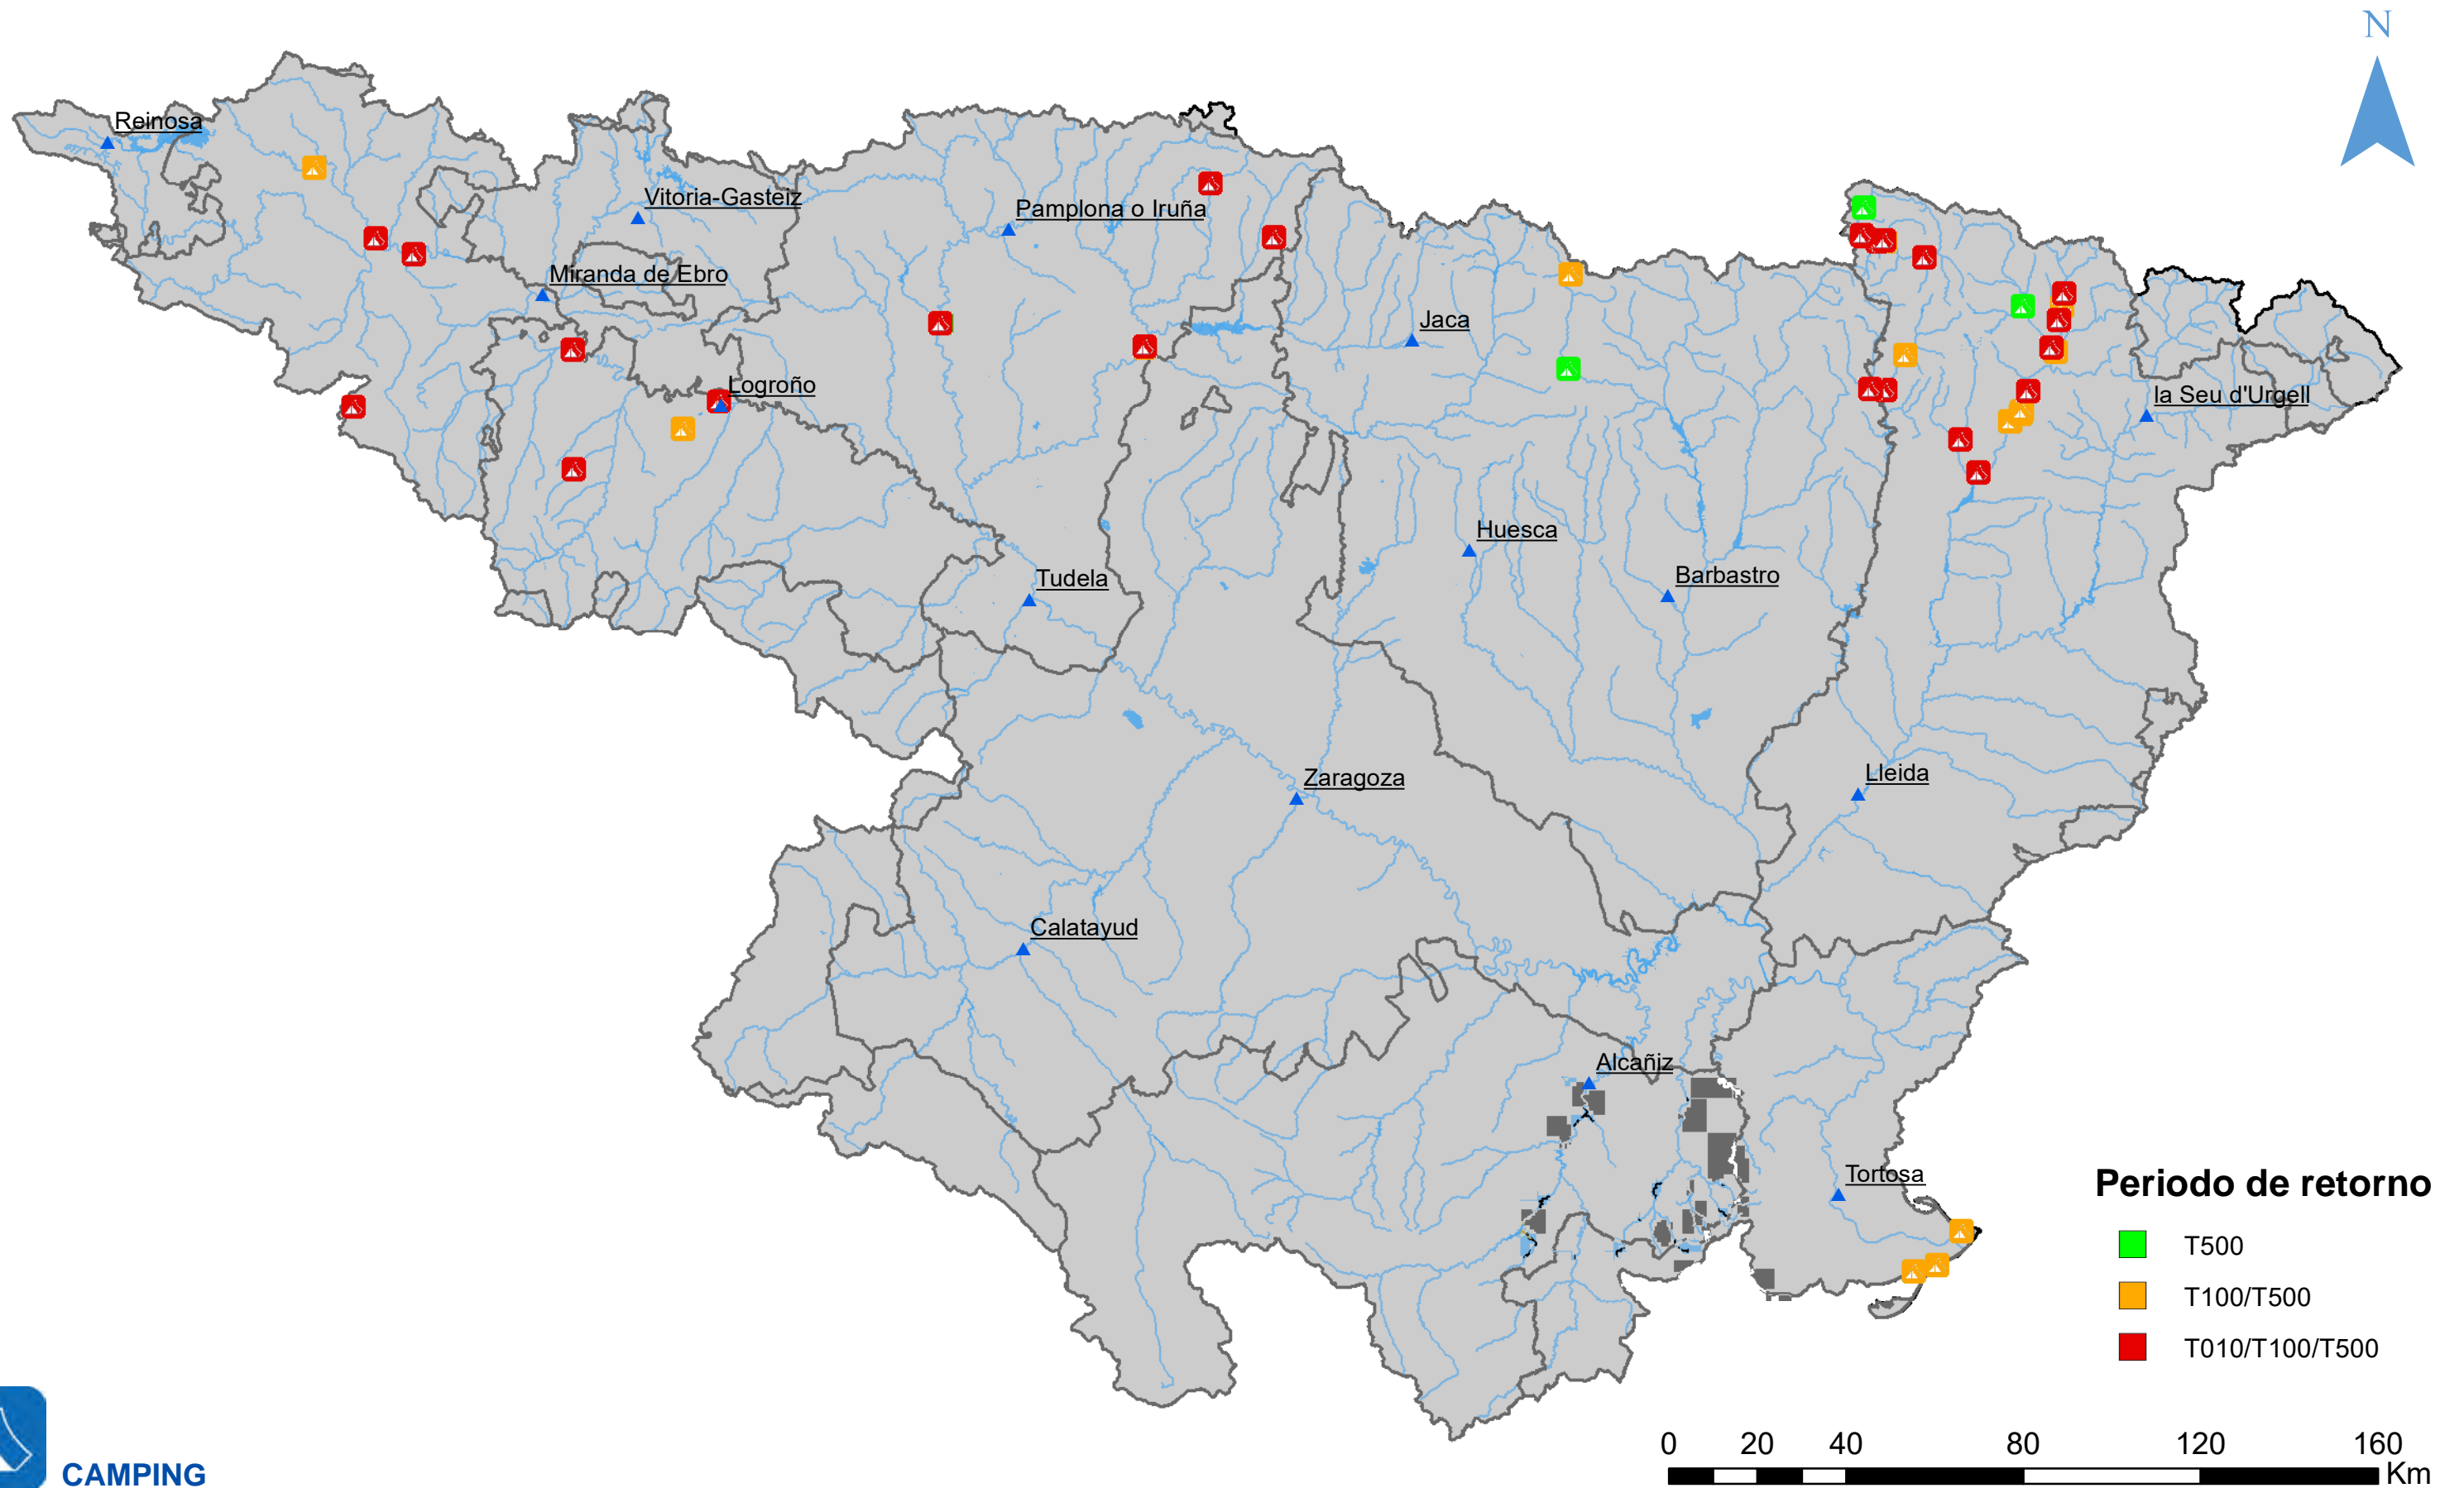 N
Reinosa
Vitoria-Gasteiz
Pamplona o Iruña
Miranda de Ebro
Jaca
Logroño
la Seu d'Urgell
Huesca
Barbastro
Tudela
Zaragoza
Lleida
Calatayud
Alcañiz
Tortosa
Periodo de retorno
T500
T100/T500
T010/T100/T500
0 20 40 80 120 160
Km
CAMPING